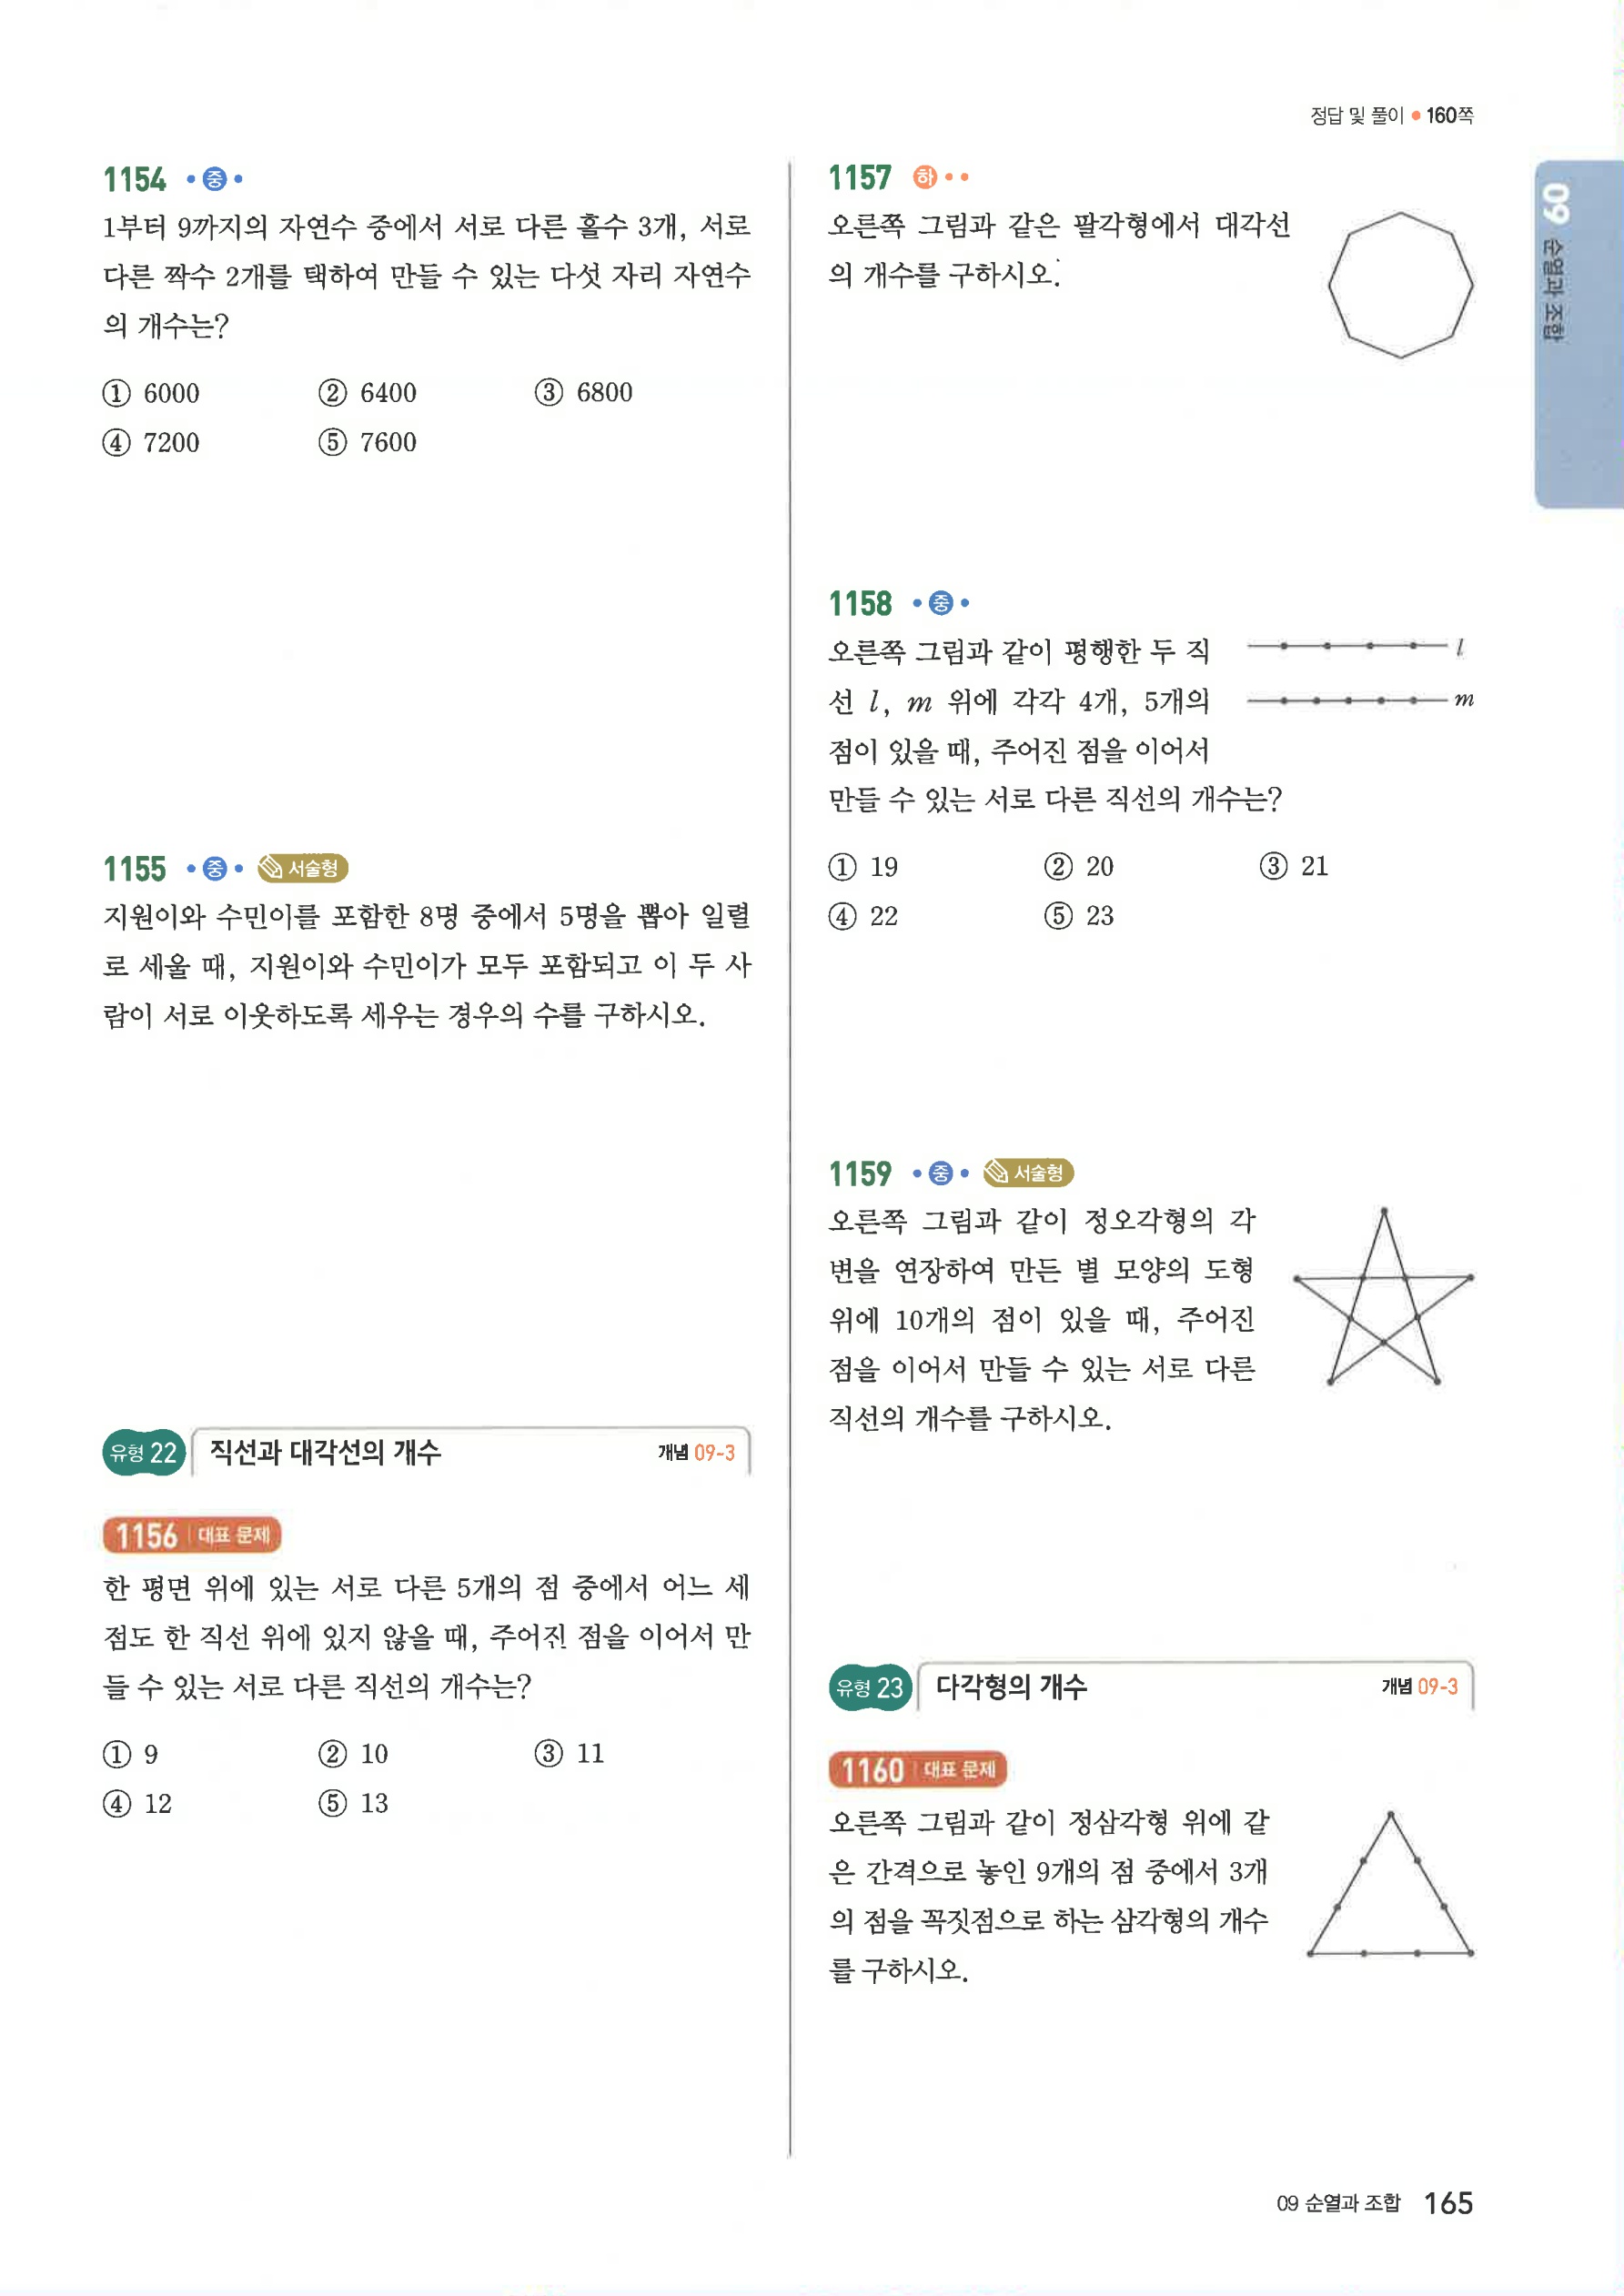 정답 및 풀이 • 160쪽
1154 •중•
1부터 9까지의 자연수 중에서 서로 다른 홀수 3개, 서로
다른 짝수 2개를 택하여 만들 수 있는 다섯 자리 자연수
의 개수는?
① 6000 ② 6400 ③ 6800
④ 7200 ⑤ 7600
1155 •중• 서술형
지원이와 수민이를 포함한 8명 중에서 5명을 뽑아 일렬
로 세울 때, 지원이와 수민이가 모두 포함되고 이 두 사
람이 서로 이웃하도록 세우는 경우의 수를 구하시오.
유형 22 직선과 대각선의 개수 개념 09-3
1156 대표 문제
한 평면 위에 있는 서로 다른 5개의 점 중에서 어느 세
점도 한 직선 위에 있지 않을 때, 주어진 점을 이어서 만
들 수 있는 서로 다른 직선의 개수는?
① 9 ② 10 ③ 11
④ 12 ⑤ 13
1157 하••
오른쪽 그림과 같은 팔각형에서 대각선
의 개수를 구하시오.
1158 •중•
오른쪽 그림과 같이 평행한 두 직
선 l, m 위에 각각 4개, 5개의
점이 있을 때, 주어진 점을 이어서
만들 수 있는 서로 다른 직선의 개수는?
l
m
① 19 ② 20 ③ 21
④ 22 ⑤ 23
1159 •중• 서술형
오른쪽 그림과 같이 정오각형의 각
변을 연장하여 만든 별 모양의 도형
위에 10개의 점이 있을 때, 주어진
점을 이어서 만들 수 있는 서로 다른
직선의 개수를 구하시오.
유형 23 다각형의 개수 개념 09-3
1160 대표 문제
오른쪽 그림과 같이 정삼각형 위에 같
은 간격으로 놓인 9개의 점 중에서 3개
의 점을 꼭짓점으로 하는 삼각형의 개수
를 구하시오.
09 순열과 조합
09 순열과 조합 165